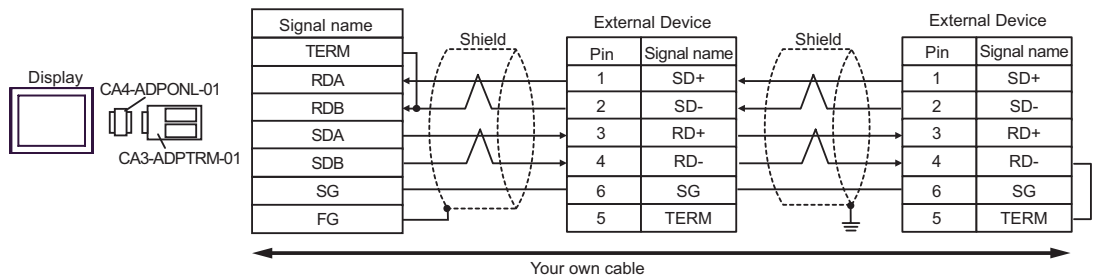 Display
CA4-ADPONL-01
CA3-ADPTRM-01
Signal name
TERM
RDA
RDB
SDA
SDB
SG
FG
Shield
External Device
Pin Signal name
1 SD+
2 SD-
3 RD+
4 RD-
6 SG
5 TERM
Shield
External Device
Pin Signal name
1 SD+
2 SD-
3 RD+
4 RD-
6 SG
5 TERM
Your own cable